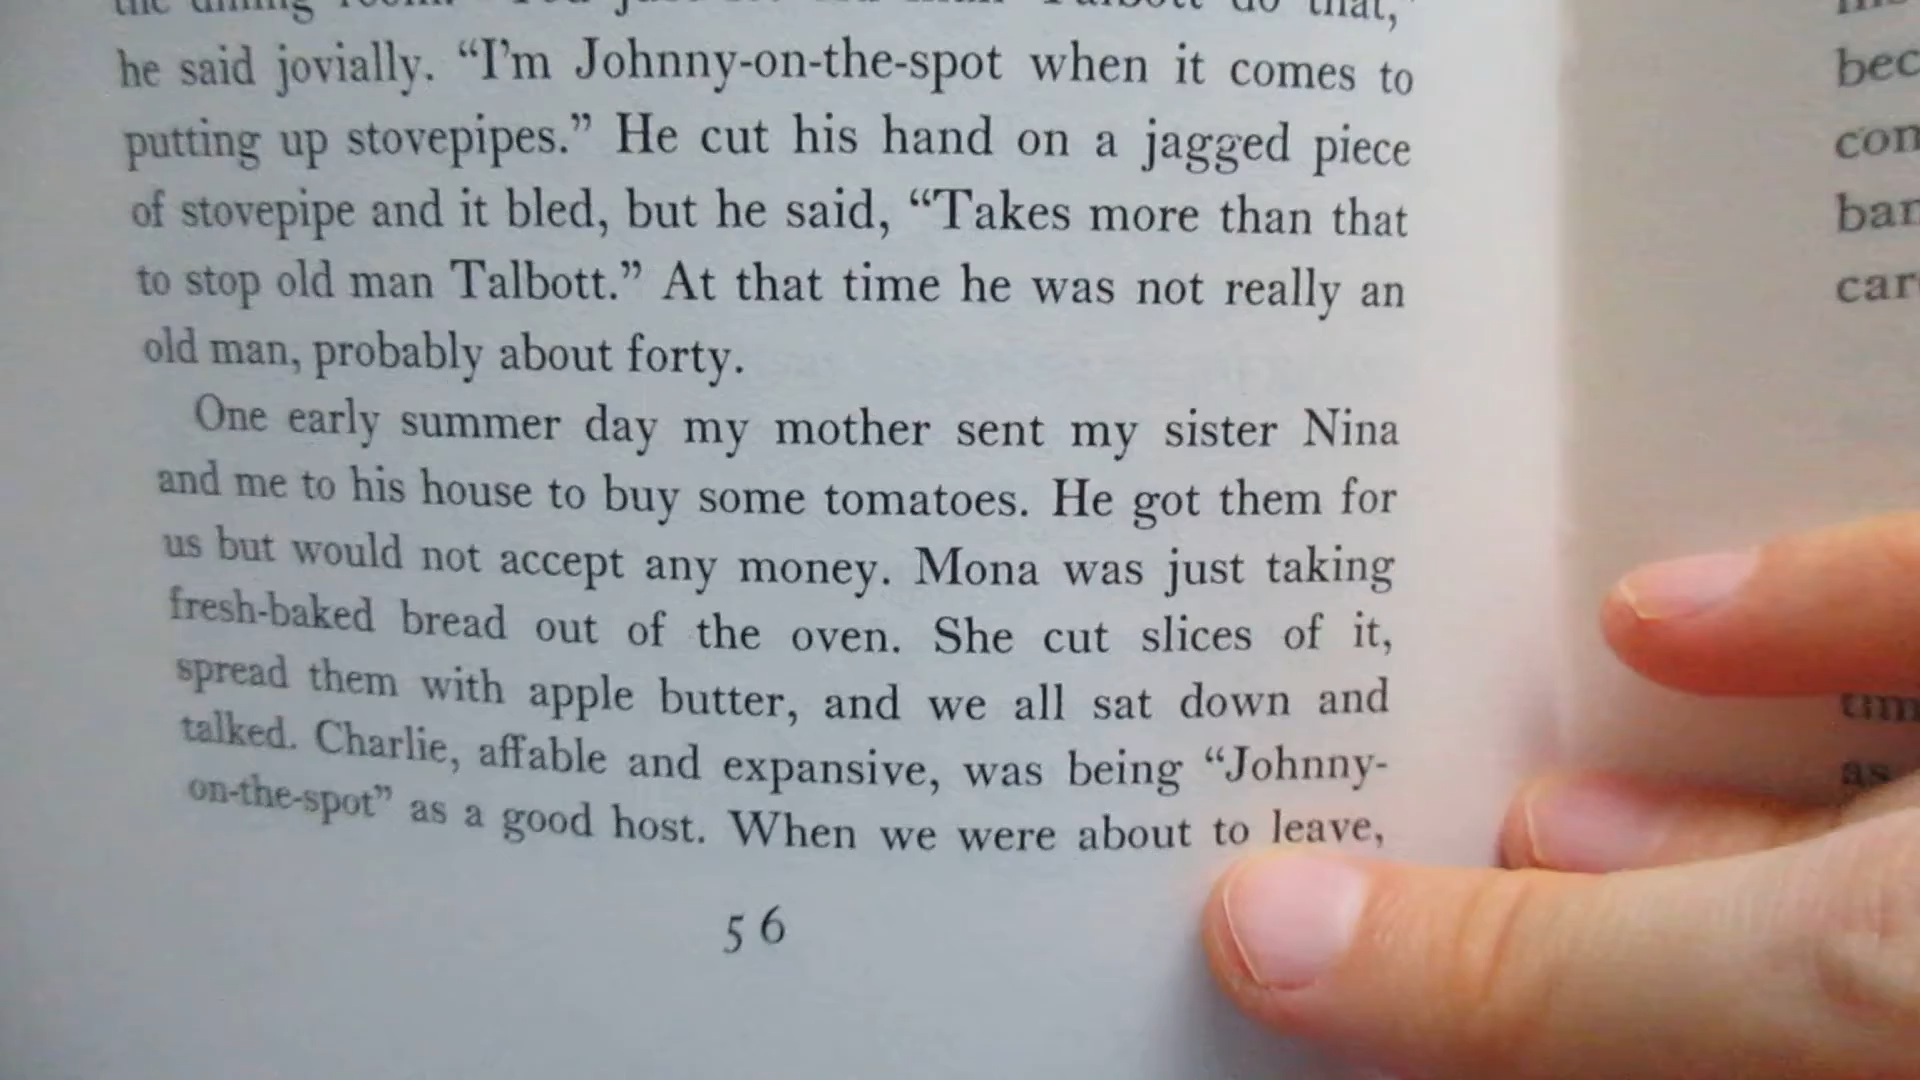 he said jovially. “I’m Johnny-on-the-spot when it comes to
putting up stovepipes.” He cut his hand on a jagged piece
of stovepipe and it bled, but he said, “Takes more than that
to stop old man Talbott.” At that time he was not really an
old man, probably about forty.
One early summer day my mother sent my sister Nina
and me to his house to buy some tomatoes. He got them for
us but would not accept any money. Mona was just taking
fresh-baked bread out of the oven. She cut slices of it,
spread them with apple butter, and we all sat down and
talked. Charlie, affable and expansive, was being “Johnny-
on-the-spot” as a good host. When we were about to leave,
56